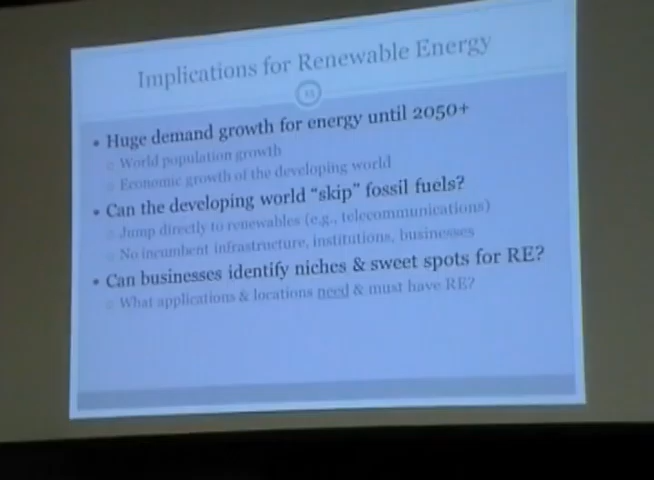 Implications for Renewable Energy
• Huge demand growth for energy until 2050+
○ World population growth
○ Economic growth of the developing world
• Can the developing world “skip” fossil fuels?
○ Jump directly to renewables (e.g., telecommunications)
○ No incumbent infrastructure, institutions, businesses
• Can businesses identify niches & sweet spots for RE?
○ What applications & locations need & must have RE?